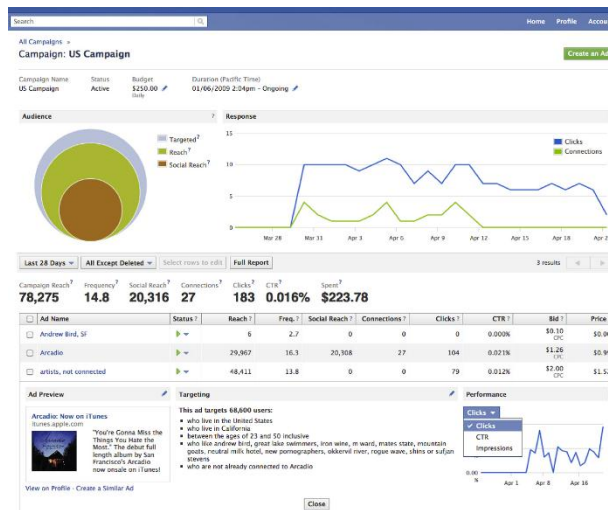 Search
Home Profile Accou
All Campaigns
Campaign: US Campaign
Create an Ad
Campaign Name Status Budget Duration (Pacific Time)
US Campaign Active $250.00 01/06/2009 2:04pm - Ongoing
Daily
Audience ? Response
Targeted?
Reach?
Social Reach?
15
10
5
0
Clicks
Connections
Mar 28 Mar 31 Apr 3 Apr 6 Apr 9 Apr 12 Apr 15 Apr 18 Apr 2
Last 28 Days All Except Deleted Select rows to edit Full Report 3 results
Campaign Reach? Frequency? Social Reach? Connections? Clicks? CTR? Spent?
78,275 14.8 20,316 27 183 0.016% $223.78
Ad Name Status ? Reach ? Freq. ? Social Reach ? Connections ? Clicks ? CTR ? Bid ? Price
Andrew Bird, SF 6 2.7 0 0 0 0.000% $0.10 CPC $0.00
Arcadio 29,967 16.3 20,308 27 104 0.021% $1.26 CPC $0.9
artists, not connected 48,411 13.8 0 0 79 0.012% $2.00 CPC $1.5
Ad Preview Targeting Performance
Arcadio: Now on iTunes
itunes.apple.com
"You're Gonna Miss the
Things You Hate the
Most." The debut full
length album by San
Francisco's Arcadio
now onsale on iTunes!
View on Profile · Create a Similar Ad
This ad targets 68,600 users:
who live in the United States
who live in California
between the ages of 23 and 50 inclusive
who like andrew bird, great lake swimmers, iron wine, m ward, mates state, mountain
goats, neutral milk hotel, new pornographers, okkervil river, rogue wave, shins or sufjan
stevens
who are not already connected to Arcadio
Clicks
Clicks
CTR
Impressions
0.00
%
Apr 1 Apr 8 Apr 16
Close